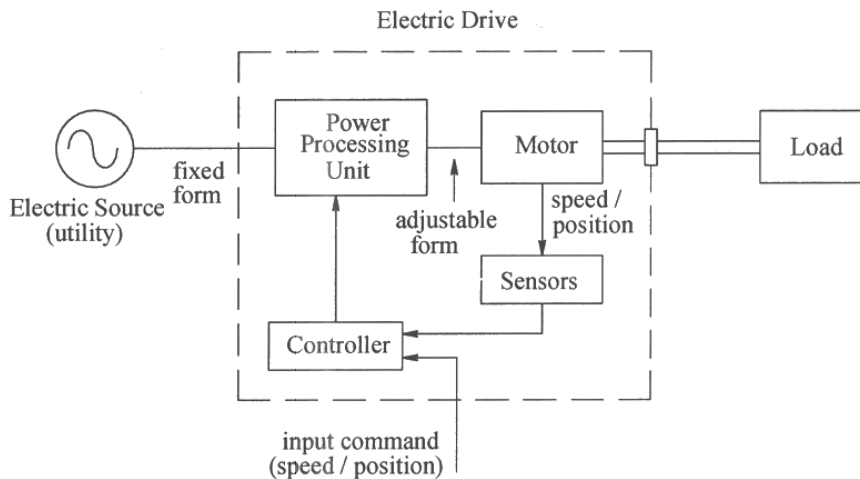 Electric Drive
Power
Processing
Unit
Motor
Load
fixed
form
Electric Source
(utility)
adjustable
form
speed /
position
Sensors
Controller
input command
(speed / position)